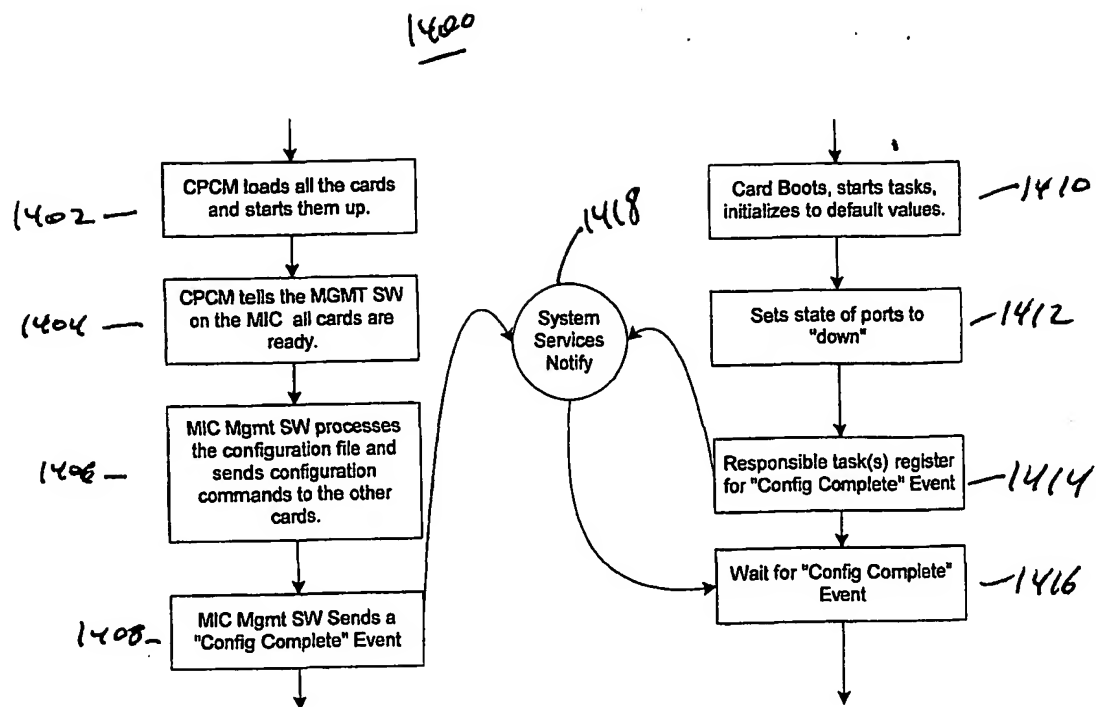 1400
1402
CPCM loads all the cards
and starts them up.
1404
CPCM tells the MGMT SW
on the MIC all cards are
ready.
1406
MIC Mgmt SW processes
the configuration file and
sends configuration
commands to the other
cards.
1408
MIC Mgmt SW Sends a
"Config Complete" Event
1418
System
Services
Notify
Card Boots, starts tasks,
initializes to default values.
1410
Sets state of ports to
"down"
1412
Responsible task(s) register
for "Config Complete" Event
1414
Wait for "Config Complete"
Event
1416